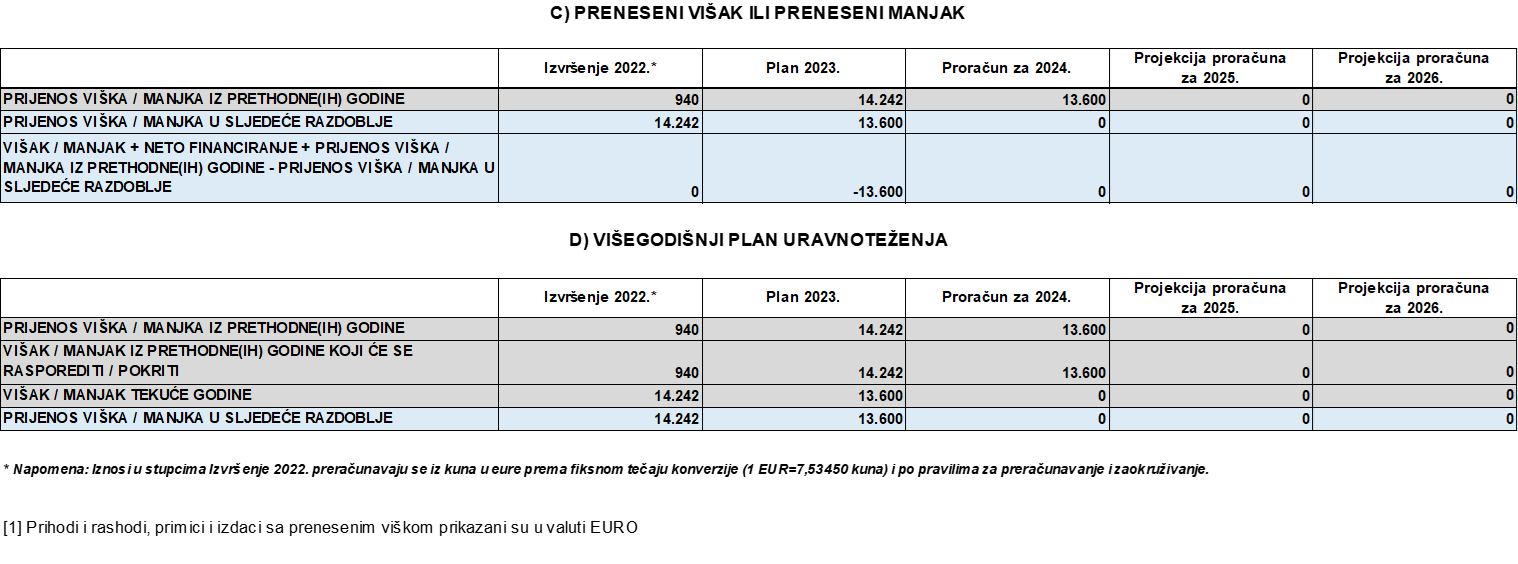 C) PRENESENI VIŠAK ILI PRENESENI MANJAK
Izvršenje 2022.* Plan 2023. Proračun za 2024. Projekcija proračuna za 2025. Projekcija proračuna za 2026.
PRIJENOS VIŠKA / MANJKA IZ PRETHODNE(IH) GODINE 940 14.242 13.600 0 0
PRIJENOS VIŠKA / MANJKA U SLJEDEĆE RAZDOBLJE 14.242 13.600 0 0 0
VIŠAK / MANJAK + NETO FINANCIRANJE + PRIJENOS VIŠKA /
MANJKA IZ PRETHODNE(IH) GODINE - PRIJENOS VIŠKA / MANJKA U
SLJEDEĆE RAZDOBLJE 0 -13.600 0 0 0
D) VIŠEGODIŠNJI PLAN URAVNOTEŽENJA
Izvršenje 2022.* Plan 2023. Proračun za 2024. Projekcija proračuna za 2025. Projekcija proračuna za 2026.
PRIJENOS VIŠKA / MANJKA IZ PRETHODNE(IH) GODINE 940 14.242 13.600 0 0
VIŠAK / MANJAK IZ PRETHODNE(IH) GODINE KOJI ĆE SE
RASPOREDITI / POKRITI 940 14.242 13.600 0 0
VIŠAK / MANJAK TEKUĆE GODINE 14.242 13.600 0 0 0
PRIJENOS VIŠKA / MANJKA U SLJEDEĆE RAZDOBLJE 14.242 13.600 0 0 0
* Napomena: Iznosi u stupcima Izvršenje 2022. preračunavaju se iz kuna u eure prema fiksnom tečaju konverzije (1 EUR=7,53450 kuna) i po pravilima za preračunavanje i zaokruživanje.
[1] Prihodi i rashodi, primici i izdaci sa prenesenim viškom prikazani su u valuti EURO